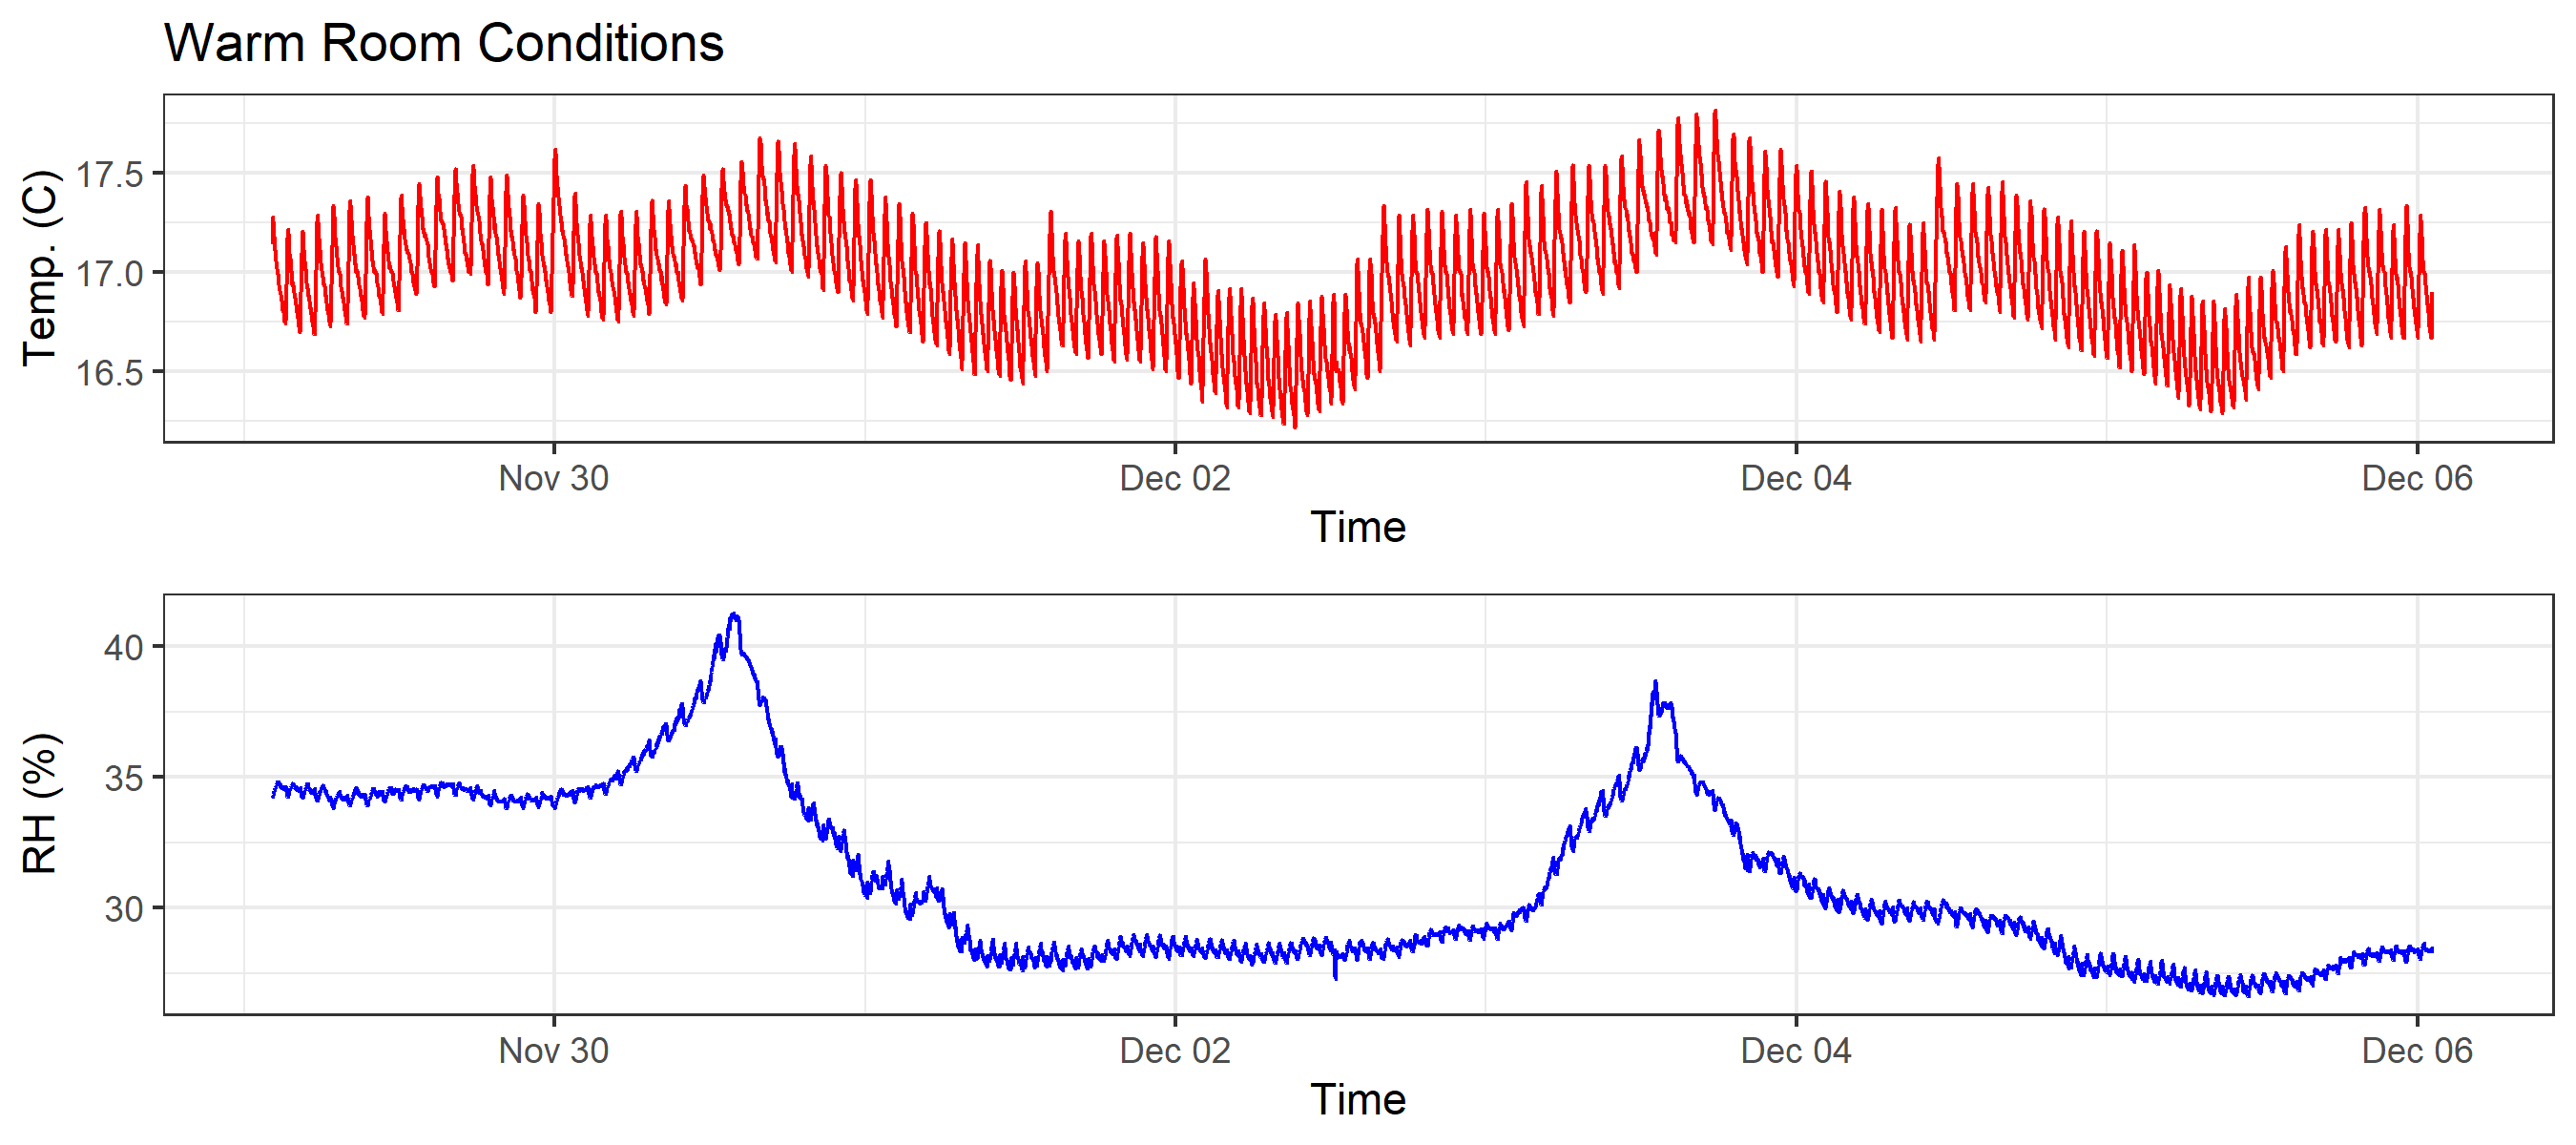 Warm Room Conditions
Temp. (C)
17.5
17.0
16.5
Nov 30 Dec 02 Dec 04 Dec 06
Time
RH (%)
40
35
30
Nov 30 Dec 02 Dec 04 Dec 06
Time